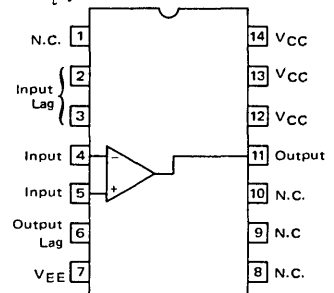 N.C. 1
14 VCC
Input Lag
2
13 VCC
3
12 VCC
Input 4 −
11 Output
Input 5 +
10 N.C.
Output Lag
6
9 N.C
VEE 7
8 N.C.